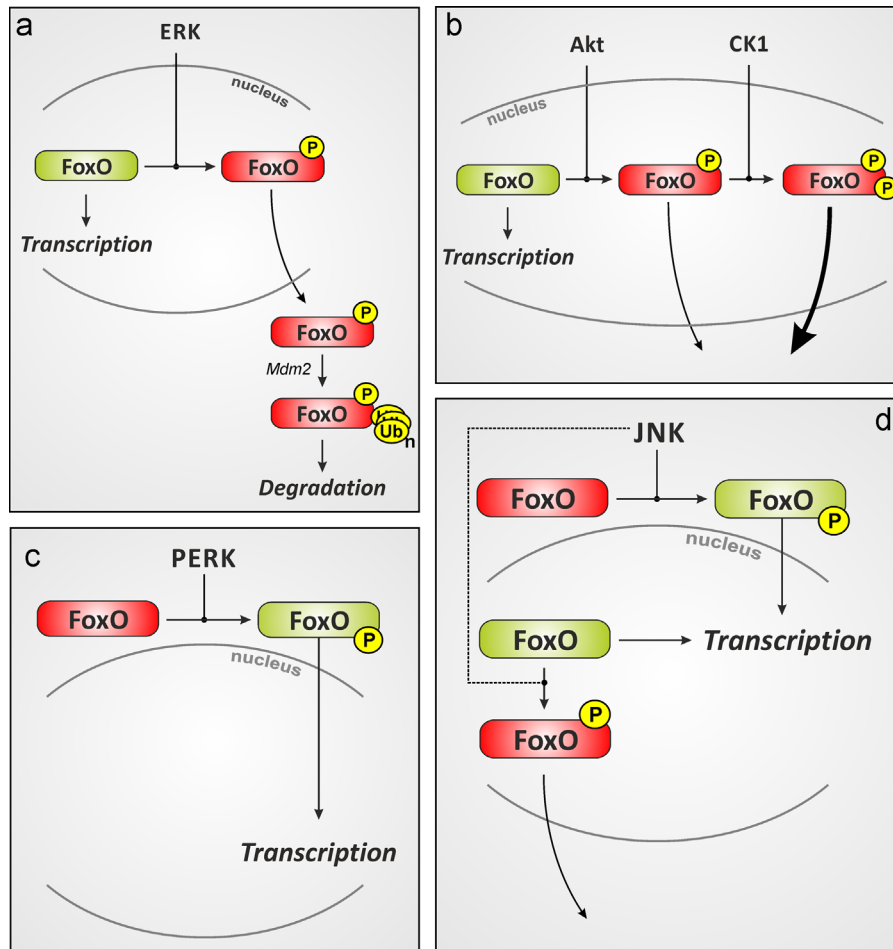 a
ERK
nucleus
FoxO
FoxO
P
Transcription
FoxO
P
Mdm2
FoxO
P
Ub
n
Degradation
b
Akt
CK1
nucleus
FoxO
FoxO
P
FoxO
P
P
Transcription
c
PERK
FoxO
FoxO
P
nucleus
Transcription
d
JNK
FoxO
FoxO
P
nucleus
FoxO
Transcription
FoxO
P